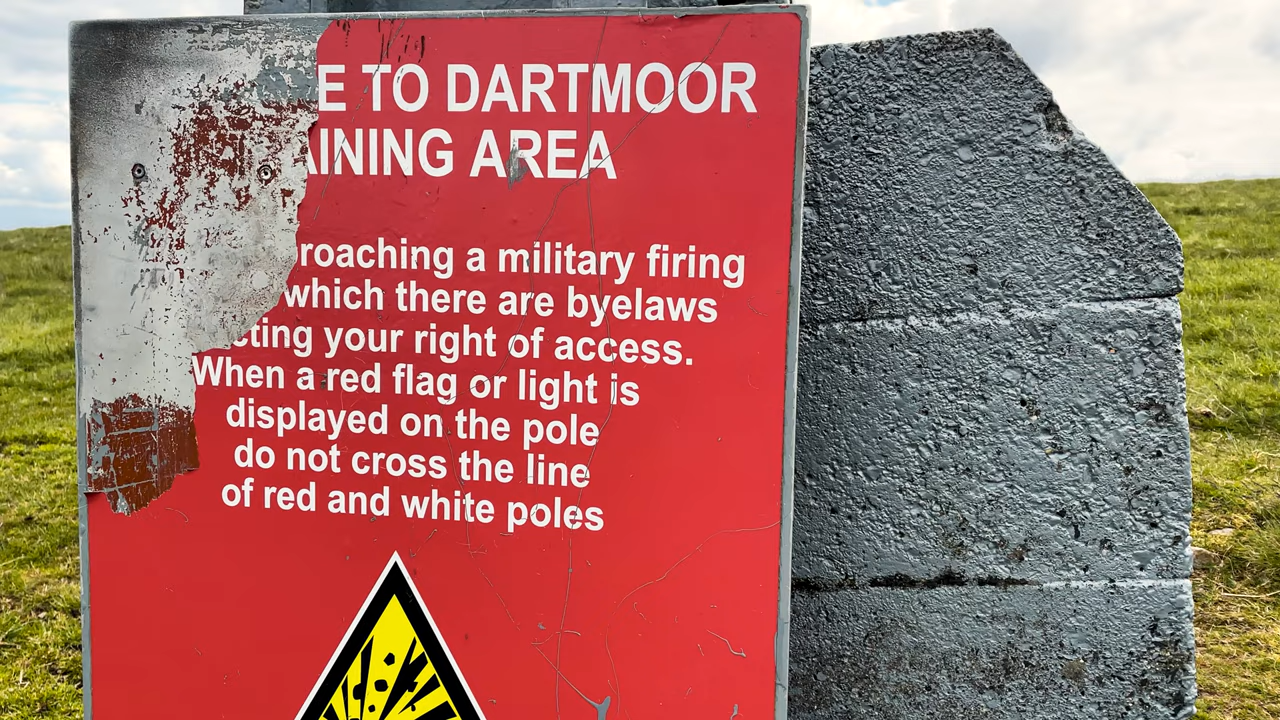 E TO DARTMOOR
AINING AREA
roaching a military firing
which there are byelaws
cting your right of access.
When a red flag or light is
displayed on the pole
do not cross the line
of red and white poles